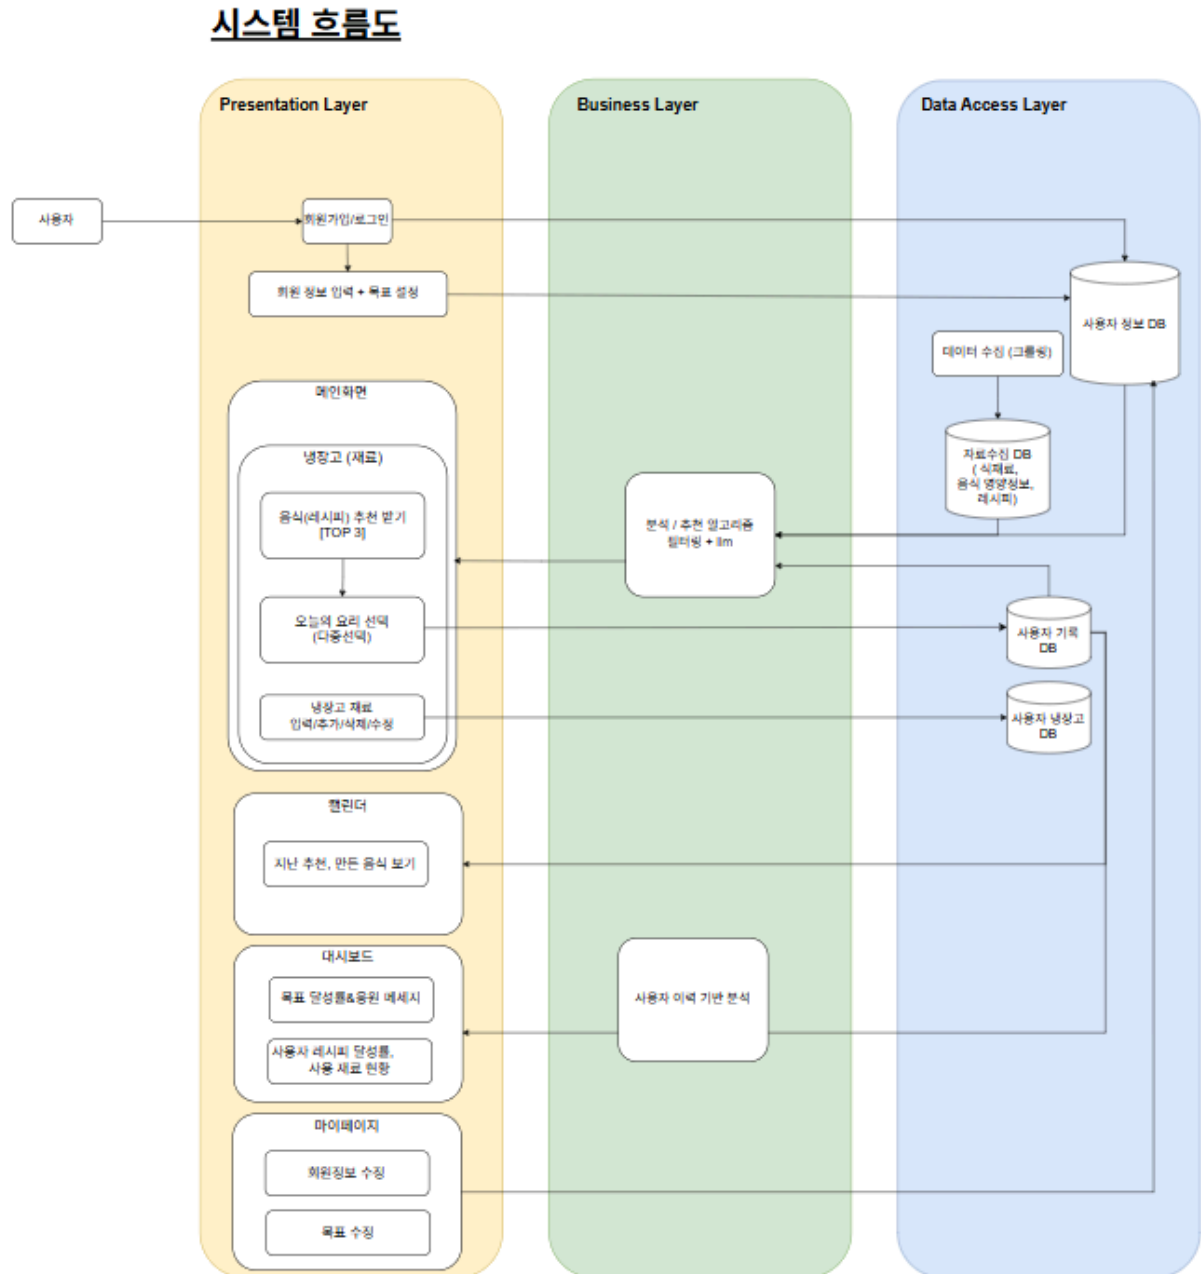 시스템 흐름도
Presentation Layer
Business Layer
Data Access Layer
사용자
회원가입/로그인
회원 정보 입력 + 목표 설정
사용자 정보 DB
데이터 수집 (크롤링)
메인화면
자료수집 DB
( 식재료,
음식 영양정보,
레시피)
냉장고 (재료)
음식(레시피) 추천 받기
[TOP 3]
분석 / 추천 알고리즘
필터링 + llm
오늘의 요리 선택
(다중선택)
사용자 기록
DB
냉장고 재료
입력/추가/삭제/수정
사용자 냉장고
DB
캘린더
지난 추천, 만든 음식 보기
대시보드
목표 달성률&응원 메세지
사용자 이력 기반 분석
사용자 레시피 달성률,
사용 재료 현황
마이페이지
회원정보 수정
목표 수정